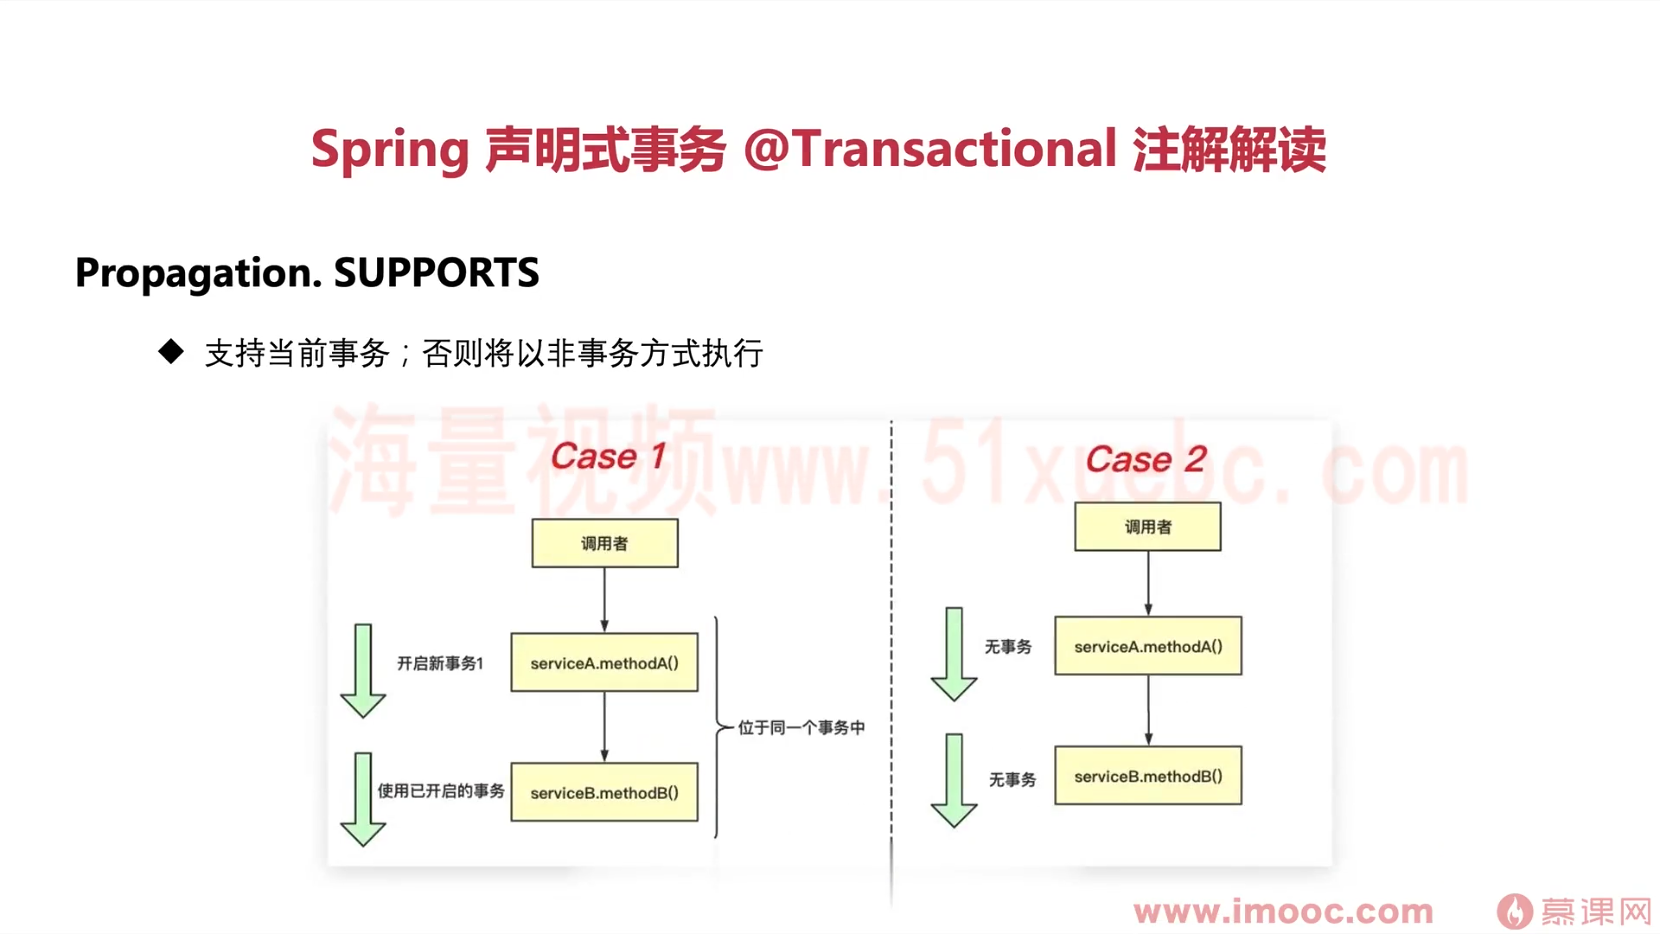 Spring 声明式事务 @Transactional 注解解读
Propagation. SUPPORTS
◆ 支持当前事务；否则将以非事务方式执行
海量视频www.51xuebc.com
Case 1
调用者
开启新事务1
serviceA.methodA()
位于同一个事务中
使用已开启的事务
serviceB.methodB()
Case 2
调用者
无事务
serviceA.methodA()
无事务
serviceB.methodB()
www.imooc.com
慕课网